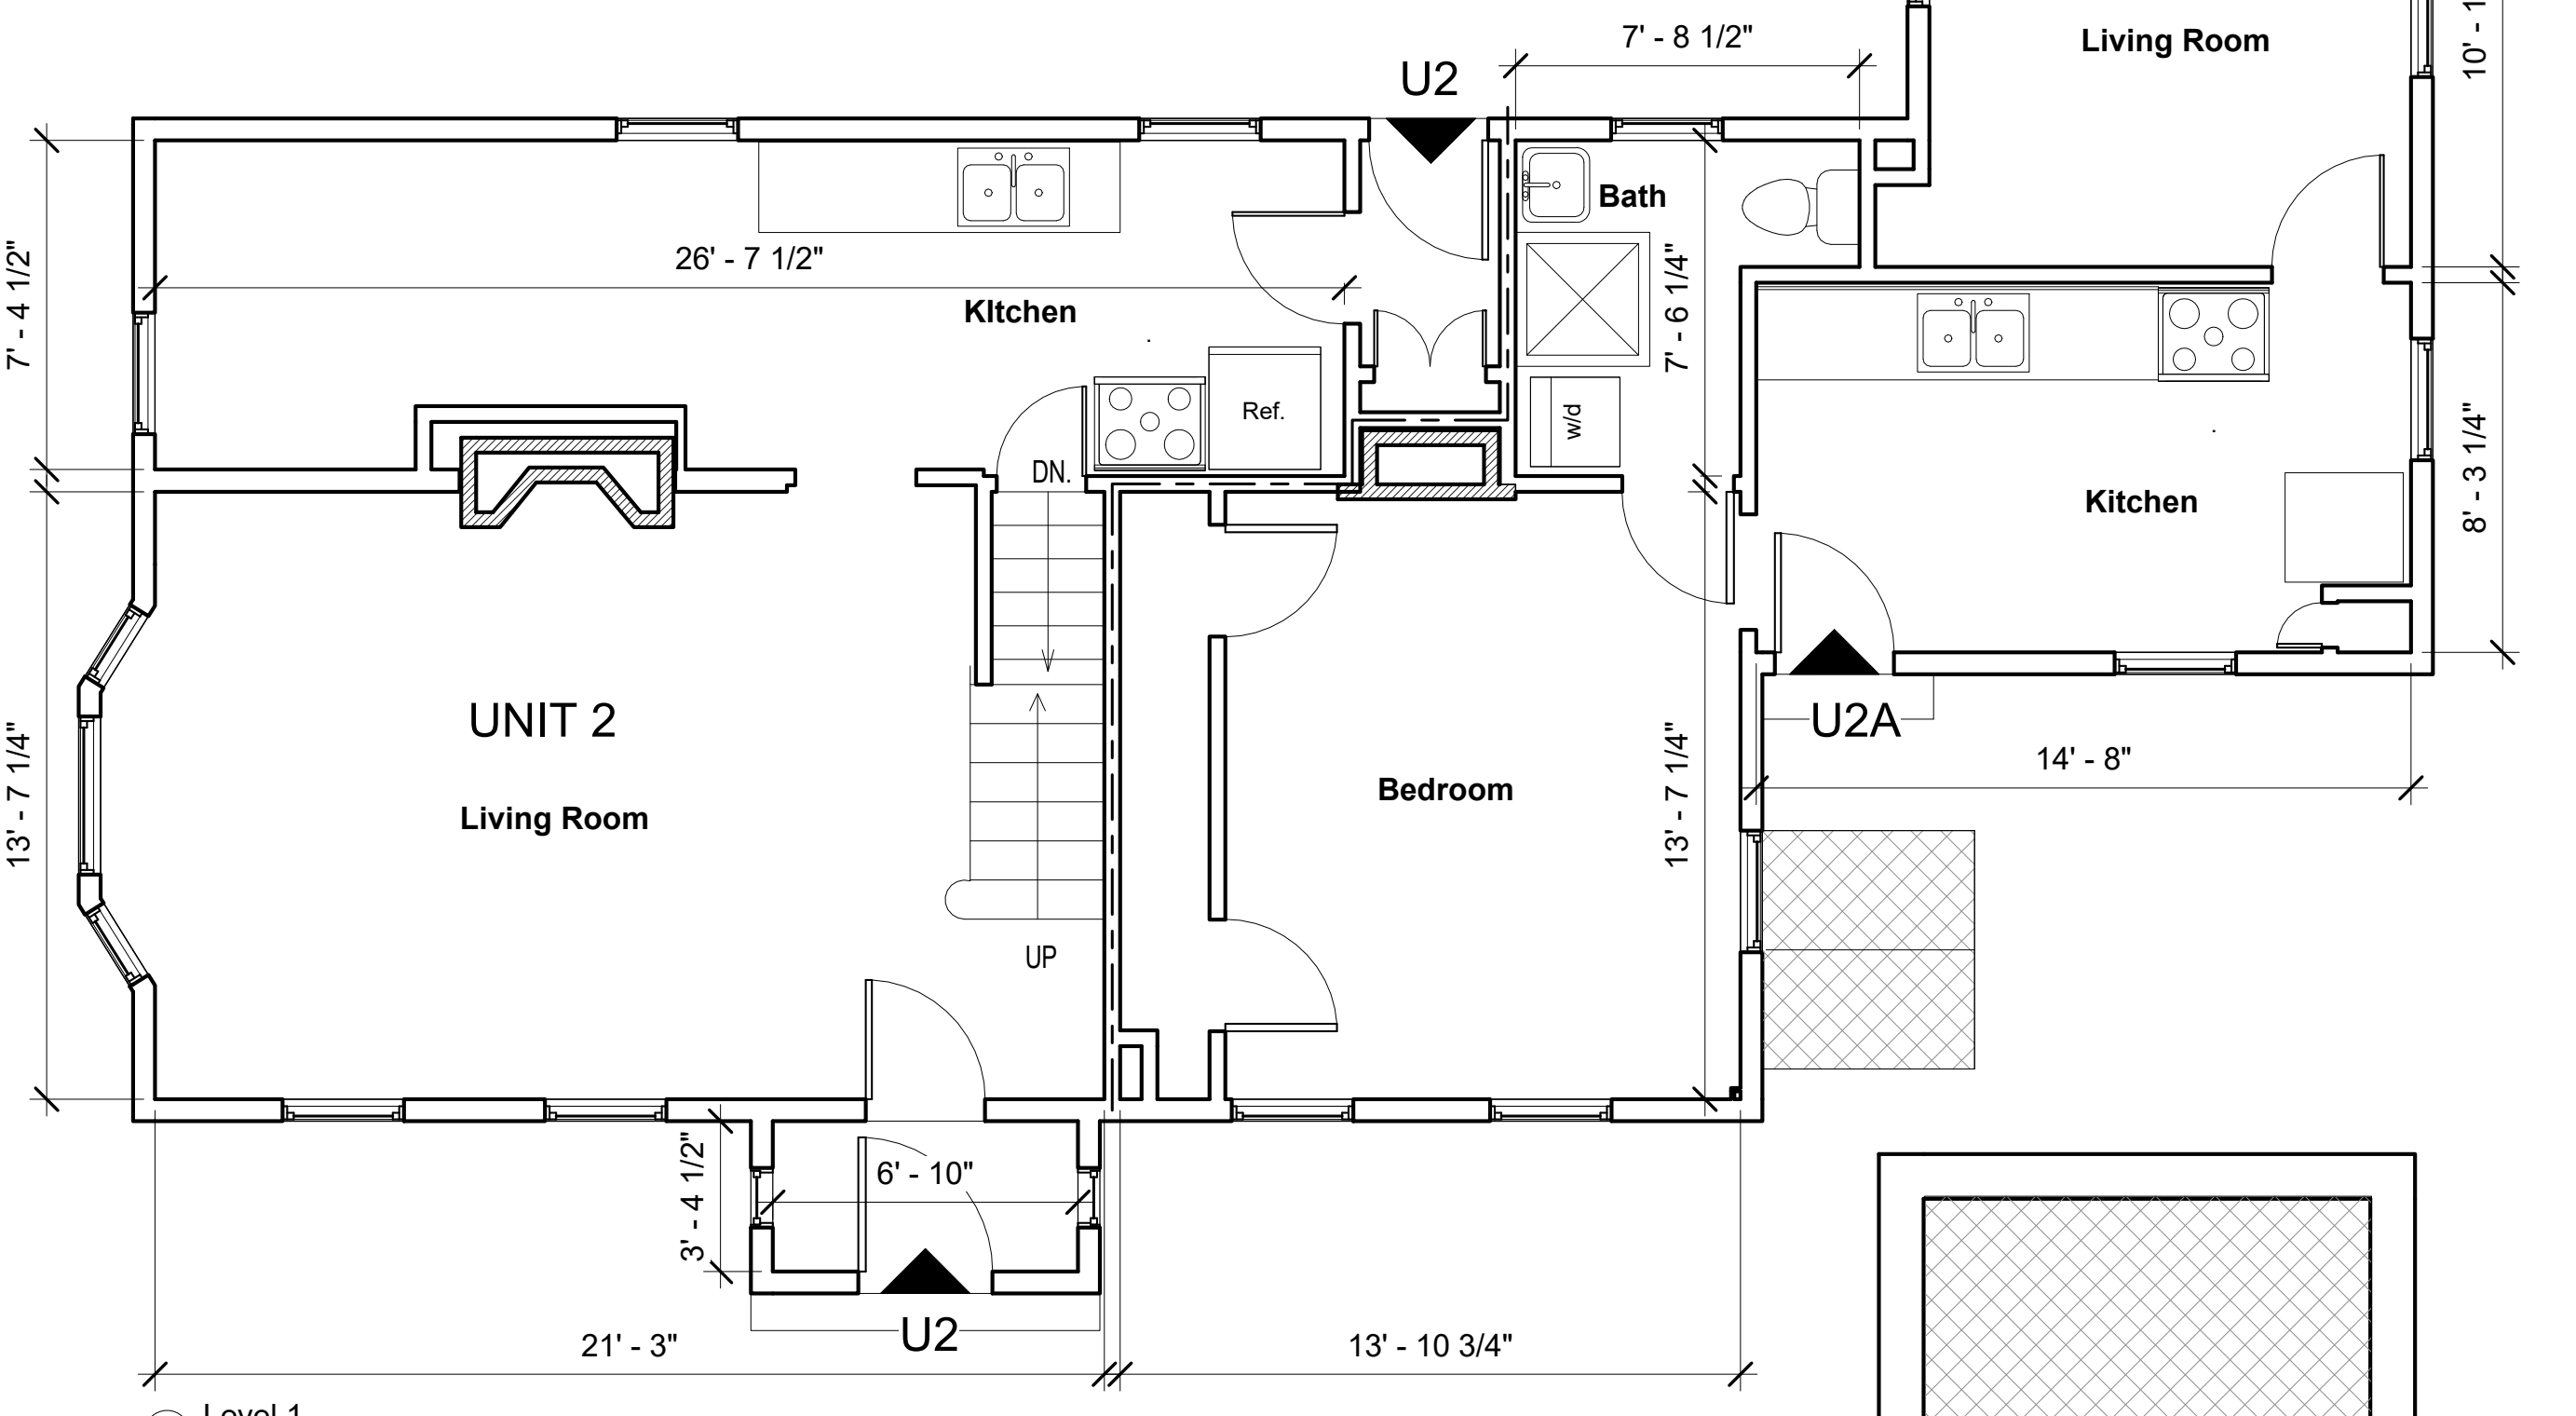 7' - 8 1/2"
Living Room
10' - 1
U2
Bath
26' - 7 1/2"
7' - 4 1/2"
7' - 6 1/4"
KItchen
Ref.
w/d
DN.
Kitchen
8' - 3 1/4"
UNIT 2
U2A
14' - 8"
Bedroom
13' - 7 1/4"
13' - 7 1/4"
Living Room
UP
6' - 10"
3' - 4 1/2"
U2
21' - 3"
13' - 10 3/4"
Level 1